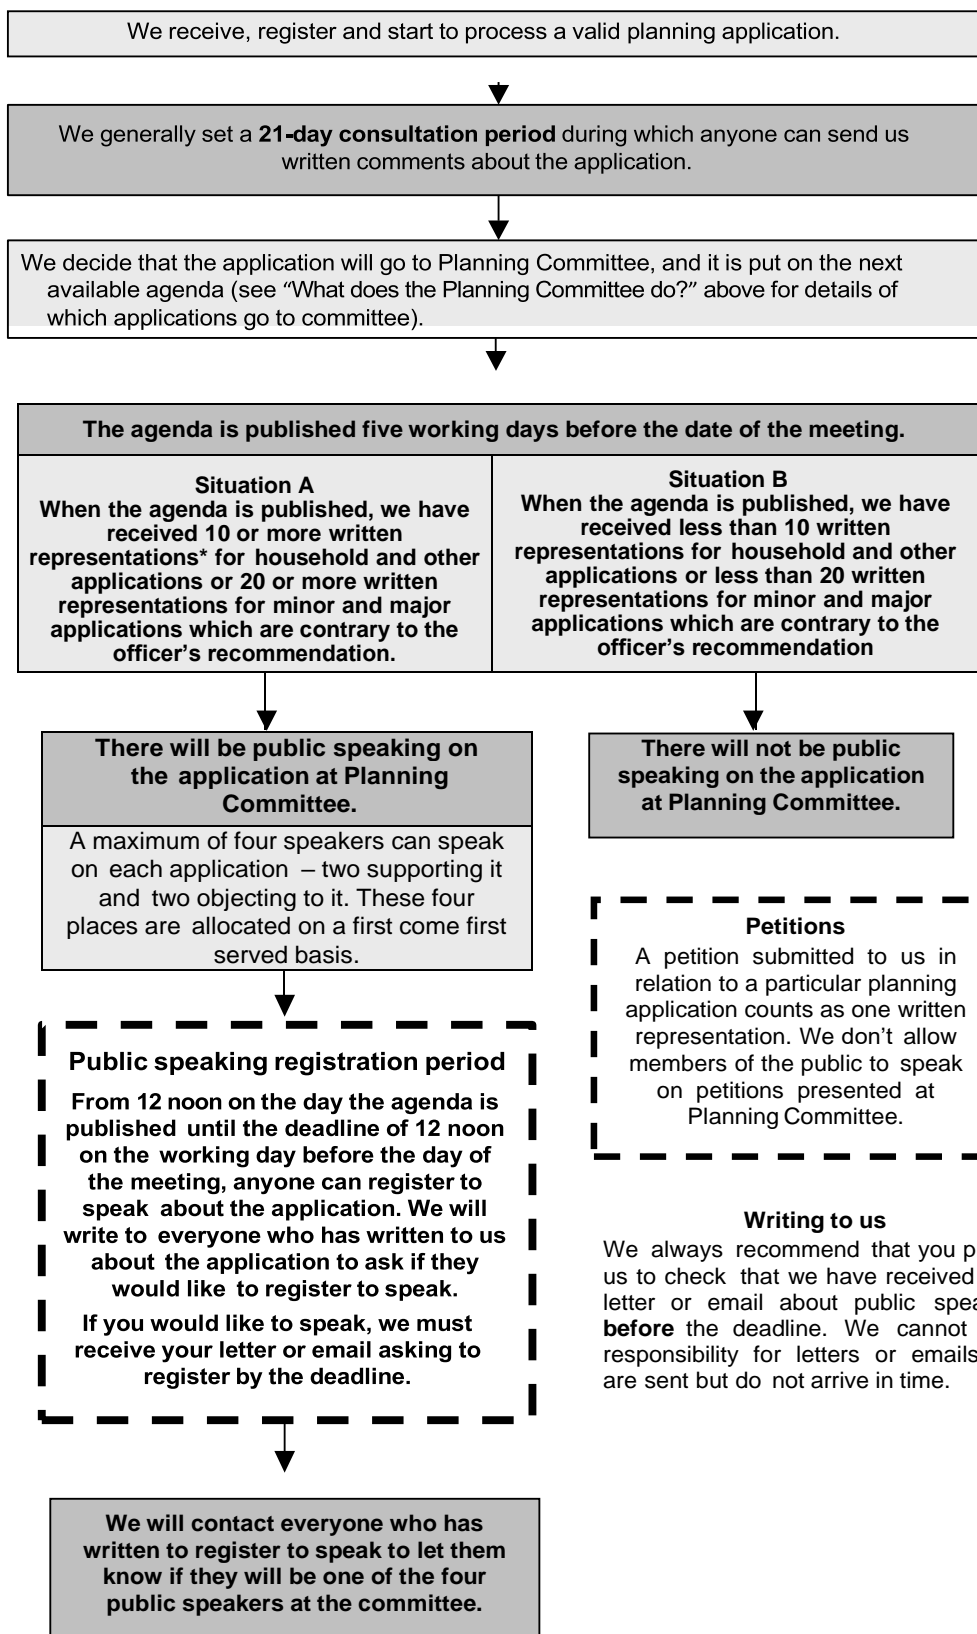 We receive, register and start to process a valid planning application.
We generally set a 21-day consultation period during which anyone can send us
written comments about the application.
We decide that the application will go to Planning Committee, and it is put on the next
available agenda (see “What does the Planning Committee do?” above for details of
which applications go to committee).
The agenda is published five working days before the date of the meeting.
Situation A
When the agenda is published, we have
received 10 or more written
representations* for household and other
applications or 20 or more written
representations for minor and major
applications which are contrary to the
officer’s recommendation.
Situation B
When the agenda is published, we have
received less than 10 written
representations for household and other
applications or less than 20 written
representations for minor and major
applications which are contrary to the
officer’s recommendation
There will be public speaking on
the application at Planning
Committee.
A maximum of four speakers can speak
on each application – two supporting it
and two objecting to it. These four
places are allocated on a first come first
served basis.
There will not be public
speaking on the application
at Planning Committee.
Petitions
A petition submitted to us in
relation to a particular planning
application counts as one written
representation. We don’t allow
members of the public to speak
on petitions presented at
Planning Committee.
Public speaking registration period
From 12 noon on the day the agenda is
published until the deadline of 12 noon
on the working day before the day of
the meeting, anyone can register to
speak about the application. We will
write to everyone who has written to us
about the application to ask if they
would like to register to speak.
If you would like to speak, we must
receive your letter or email asking to
register by the deadline.
Writing to us
We always recommend that you
us to check that we have received
letter or email about public
before the deadline. We cannot
responsibility for letters or emails
are sent but do not arrive in time.
We will contact everyone who has
written to register to speak to let them
know if they will be one of the four
public speakers at the committee.